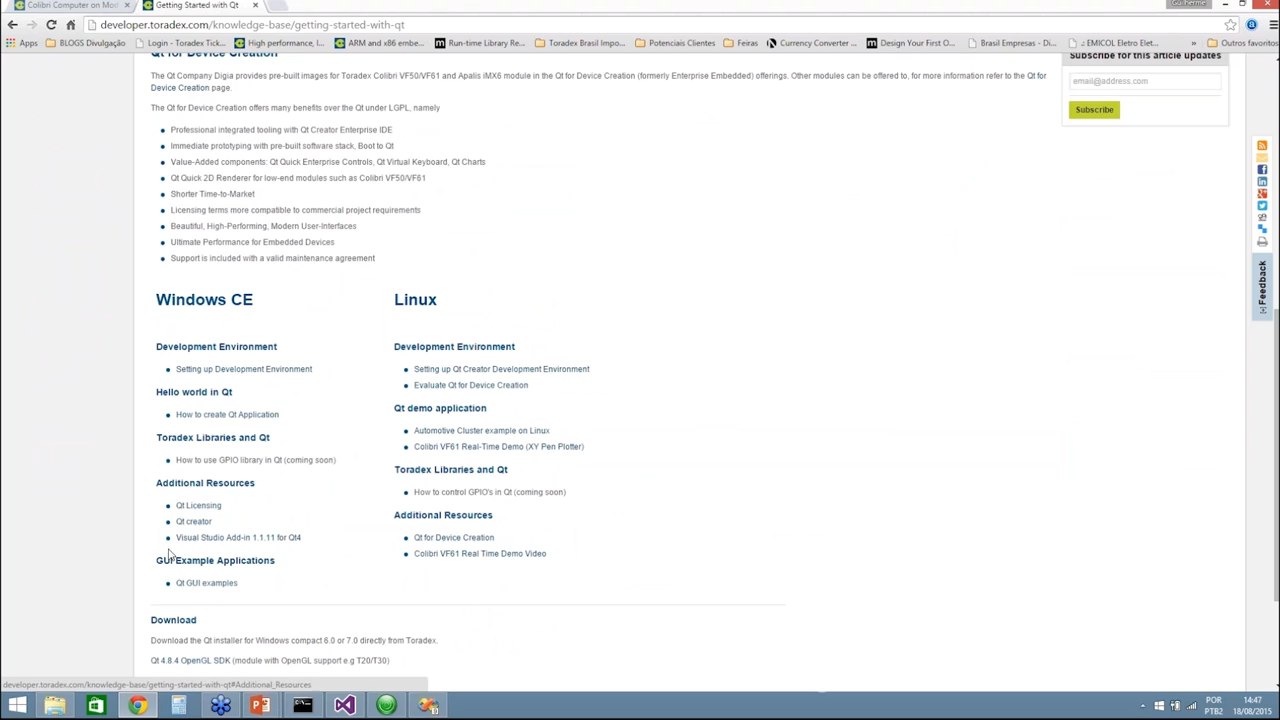 Colibri Computer on Mod
Getting Started with Qt
Guilherme
developer.toradex.com/knowledge-base/getting-started-with-qt
Apps
BLOGS Divulgação
Login - Toradex Tick...
High performance, l...
ARM and x86 embe...
Run-time Library Re...
Toradex Brasil Impo...
Potenciais Clientes
Feiras
Currency Converter ...
Design Your First O...
Brasil Empresas - Di...
.: EMICOL Eletro Elet...
»
Outros favoritos
Qt for Device Creation
Subscribe for this article updates
The Qt Company Digia provides pre-built images for Toradex Colibri VF50/VF61 and Apalis iMX6 module in the Qt for Device Creation (formerly Enterprise Embedded) offerings. Other modules can be offered to, for more information refer to the Qt for
Device Creation page.
email@address.com
Subscribe
The Qt for Device Creation offers many benefits over the Qt under LGPL, namely
Professional integrated tooling with Qt Creator Enterprise IDE
Immediate prototyping with pre-built software stack, Boot to Qt
Value-Added components: Qt Quick Enterprise Controls, Qt Virtual Keyboard, Qt Charts
Qt Quick 2D Renderer for low-end modules such as Colibri VF50/VF61
Shorter Time-to-Market
Licensing terms more compatible to commercial project requirements
Beautiful, High-Performing, Modern User-Interfaces
Ultimate Performance for Embedded Devices
Support is included with a valid maintenance agreement
Feedback
Windows CE
Development Environment
Setting up Development Environment
Hello world in Qt
How to create Qt Application
Toradex Libraries and Qt
How to use GPIO library in Qt (coming soon)
Additional Resources
Qt Licensing
Qt creator
Visual Studio Add-in 1.1.11 for Qt4
GUI Example Applications
Qt GUI examples
Linux
Development Environment
Setting up Qt Creator Development Environment
Evaluate Qt for Device Creation
Qt demo application
Automotive Cluster example on Linux
Colibri VF61 Real-Time Demo (XY Pen Plotter)
Toradex Libraries and Qt
How to control GPIO's in Qt (coming soon)
Additional Resources
Qt for Device Creation
Colibri VF61 Real Time Demo Video
Download
Download the Qt installer for Windows compact 6.0 or 7.0 directly from Toradex.
Qt 4.8.4 OpenGL SDK (module with OpenGL support e.g T20/T30)
developer.toradex.com/knowledge-base/getting-started-with-qt#Additional_Resources
POR
PTB2
14:47
18/08/2015